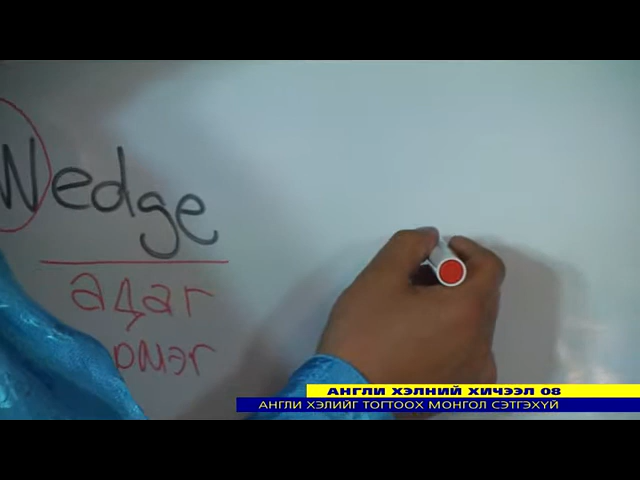 Wedge
адаг
АНГЛИ ХЭЛНИЙ ХИЧЭЭЛ 08
АНГЛИ ХЭЛИЙГ ТОГТООХ МОНГОЛ СЭТГЭХҮЙ